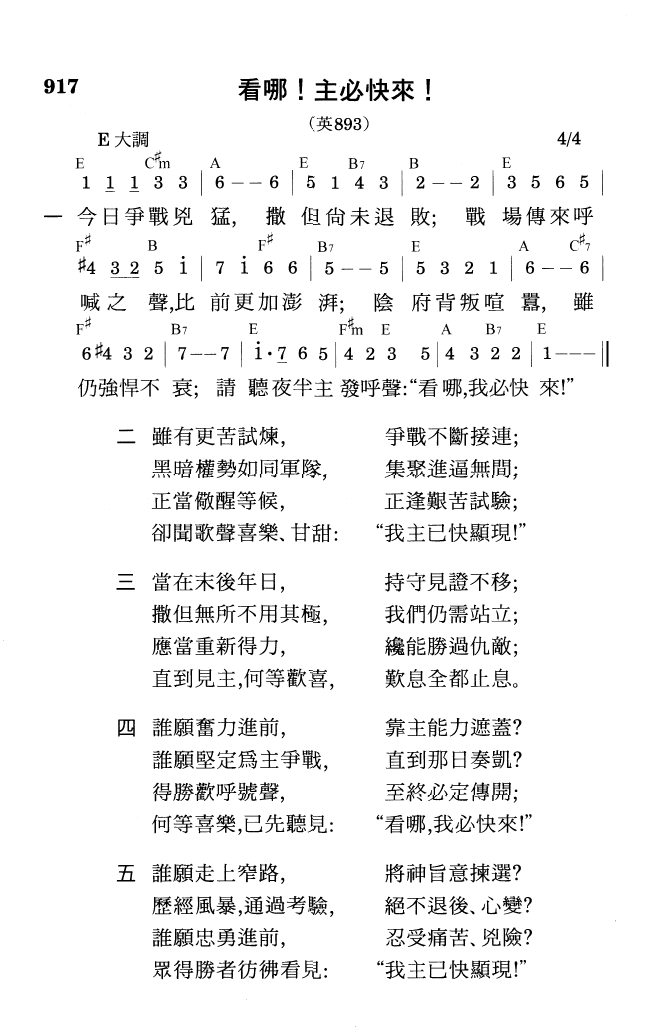 917
看哪！主必快來！
（英893）
E 大調 4/4
E C♯m A E B7 B E
1 1 1 3 3 | 6 – – 6 | 5 1 4 3 | 2 – – 2 | 3 5 6 5 |
一 今日爭戰兇 猛, 撒 但尙未退 敗; 戰 場傳來呼
F♯ B F♯ B7 E A C♯7
♯4 3 2 5 i | 7 i 6 6 | 5 – – 5 | 5 3 2 1 | 6 – – 6 |
喊之 聲,比 前更加澎 湃; 陰 府背叛喧 囂, 雖
F♯ B7 E F♯m E A B7 E
6 ♯4 3 2 | 7 – – 7 | i · 7 6 5 | 4 2 3 5 | 4 3 2 2 | 1 – – – ‖
仍強悍不 衰; 請 聽夜半主 發呼聲:“看 哪,我必快 來!”
二 雖有更苦試煉, 爭戰不斷接連;
黑暗權勢如同軍隊, 集聚進逼無間;
正當儆醒等候, 正逢艱苦試驗;
卻聞歌聲喜樂、甘甜: “我主已快顯現!”
三 當在末後年日, 持守見證不移;
撒但無所不用其極, 我們仍需站立;
應當重新得力, 纔能勝過仇敵;
直到見主,何等歡喜, 歎息全都止息。
四 誰願奮力進前, 靠主能力遮蓋?
誰願堅定爲主爭戰, 直到那日奏凱?
得勝歡呼號聲, 至終必定傳開;
何等喜樂,已先聽見: “看哪,我必快來!”
五 誰願走上窄路, 將神旨意揀選?
歷經風暴,通過考驗, 絕不退後、心變?
誰願忠勇進前, 忍受痛苦、兇險?
眾得勝者彷彿看見: “我主已快顯現!”